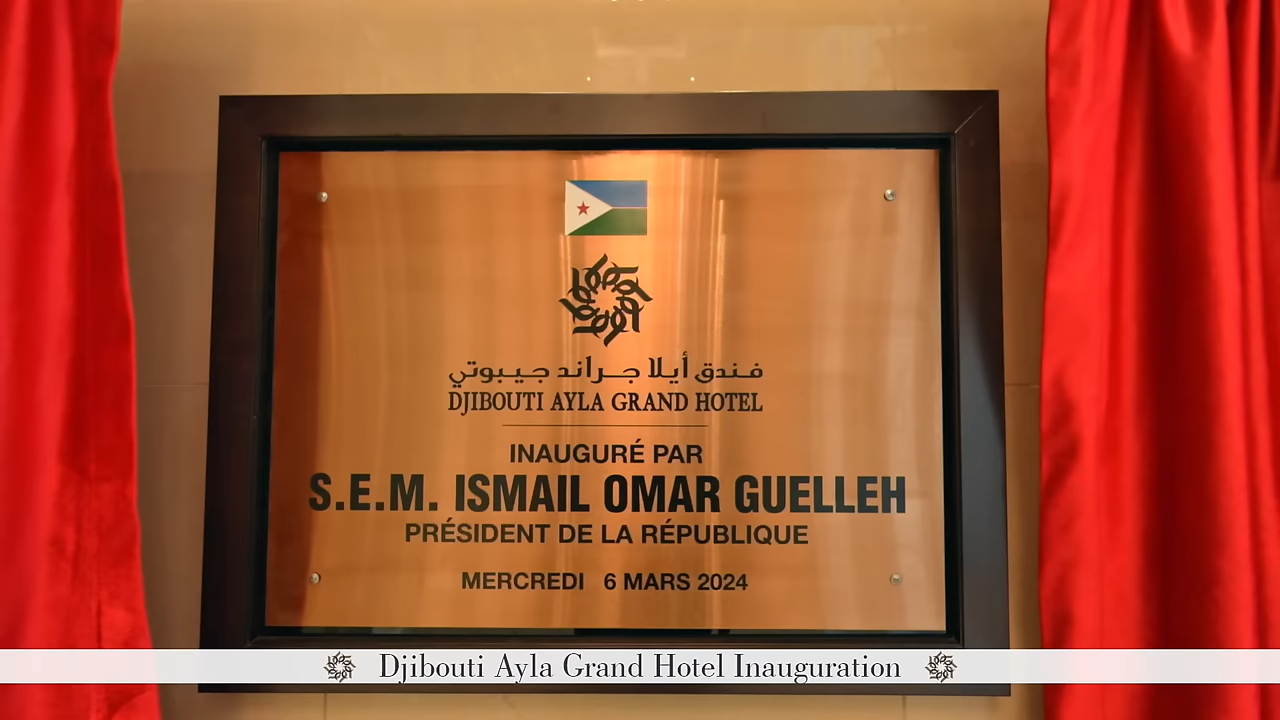 فندق أيلا جراند جيبوتي
DJIBOUTI AYLA GRAND HOTEL
INAUGURÉ PAR
S.E.M. ISMAIL OMAR GUELLEH
PRÉSIDENT DE LA RÉPUBLIQUE
MERCREDI 6 MARS 2024
Djibouti Ayla Grand Hotel Inauguration